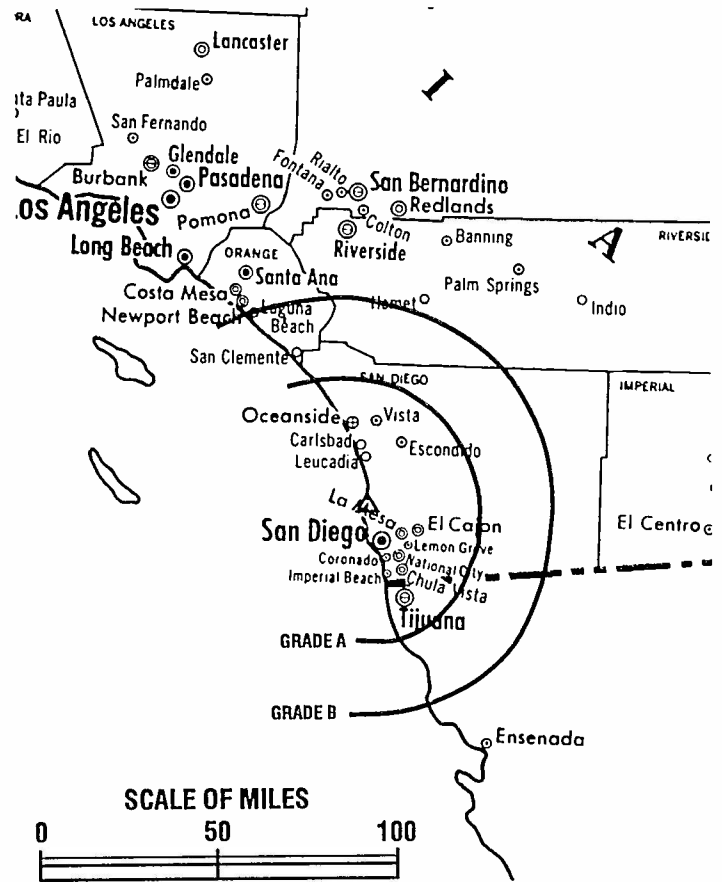 LOS ANGELES
Lancaster
Palmdale
ita Paula
El Rio
San Fernando
Glendale
Burbank
Pasadena
os Angeles
Pomona
Fontana
Rialto
San Bernardino
Redlands
Colton
Riverside
Banning
A
RIVERSIDE
I
Long Beach
ORANGE
Santa Ana
Costa Mesa
Newport Beach
Laguna
Beach
Hemet
Palm Springs
Indio
San Clemente
SAN DIEGO
IMPERIAL
Oceanside
Vista
Carlsbad
Escondido
Leucadia
La Mesa
El Cajon
San Diego
Lemon Grove
Coronado
National City
Imperial Beach
Chula Vista
El Centro
Tijuana
GRADE A
GRADE B
Ensenada
SCALE OF MILES
0 50 100